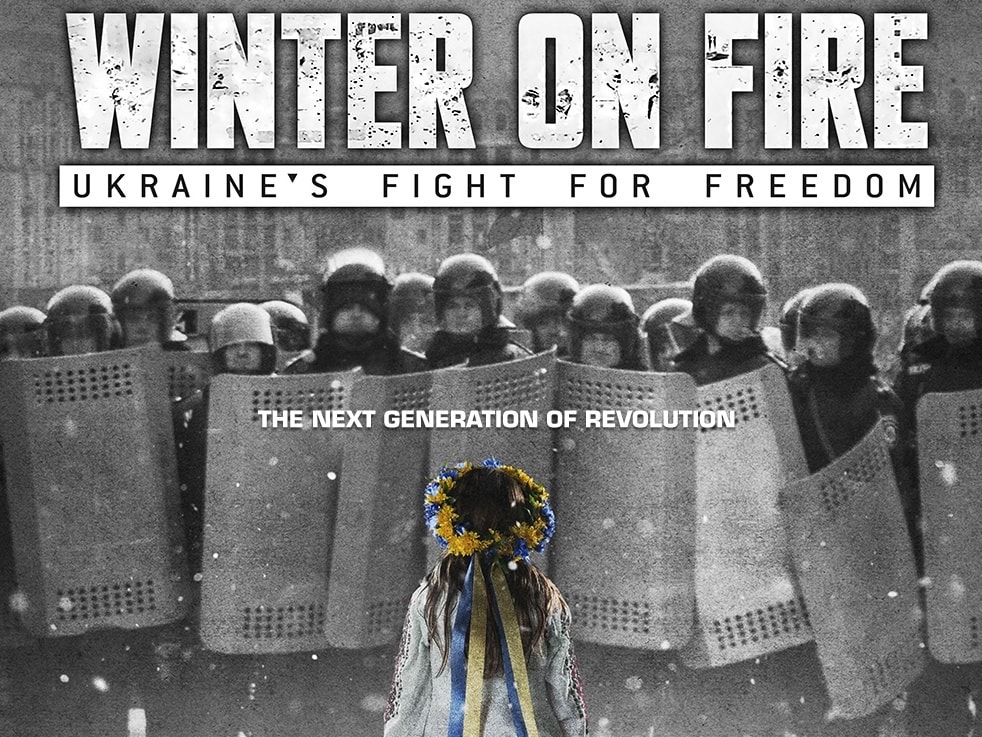 WINTER ON FIRE
UKRAINE'S FIGHT FOR FREEDOM
THE NEXT GENERATION OF REVOLUTION